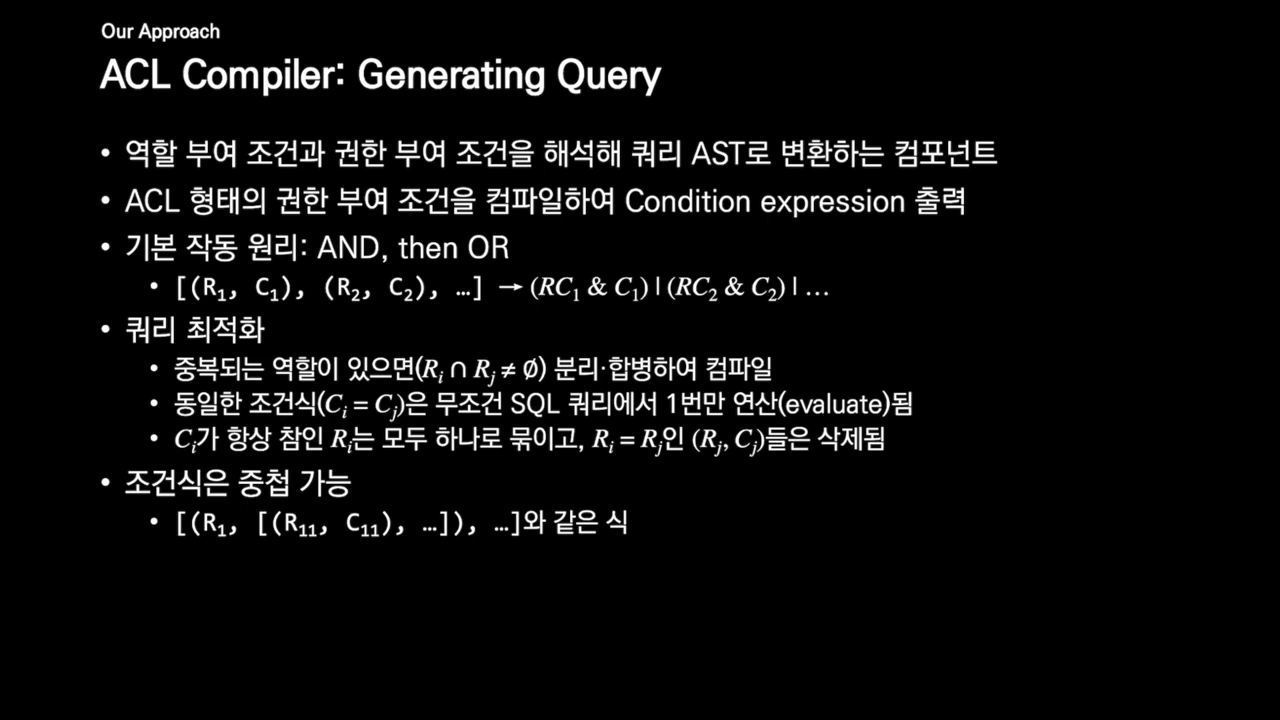 Our Approach
ACL Compiler: Generating Query
• 역할 부여 조건과 권한 부여 조건을 해석해 쿼리 AST로 변환하는 컴포넌트
• ACL 형태의 권한 부여 조건을 컴파일하여 Condition expression 출력
• 기본 작동 원리: AND, then OR
• [(R₁, C₁), (R₂, C₂), …] → (RC₁ & C₁) | (RC₂ & C₂) | …
• 쿼리 최적화
• 중복되는 역할이 있으면(Rᵢ ∩ Rⱼ ≠ ∅) 분리·합병하여 컴파일
• 동일한 조건식(Cᵢ = Cⱼ)은 무조건 SQL 쿼리에서 1번만 연산(evaluate)됨
• Cᵢ가 항상 참인 Rᵢ는 모두 하나로 묶이고, Rᵢ = Rⱼ인 (Rⱼ, Cⱼ)들은 삭제됨
• 조건식은 중첩 가능
• [(R₁, [(R₁₁, C₁₁), …]), …]와 같은 식